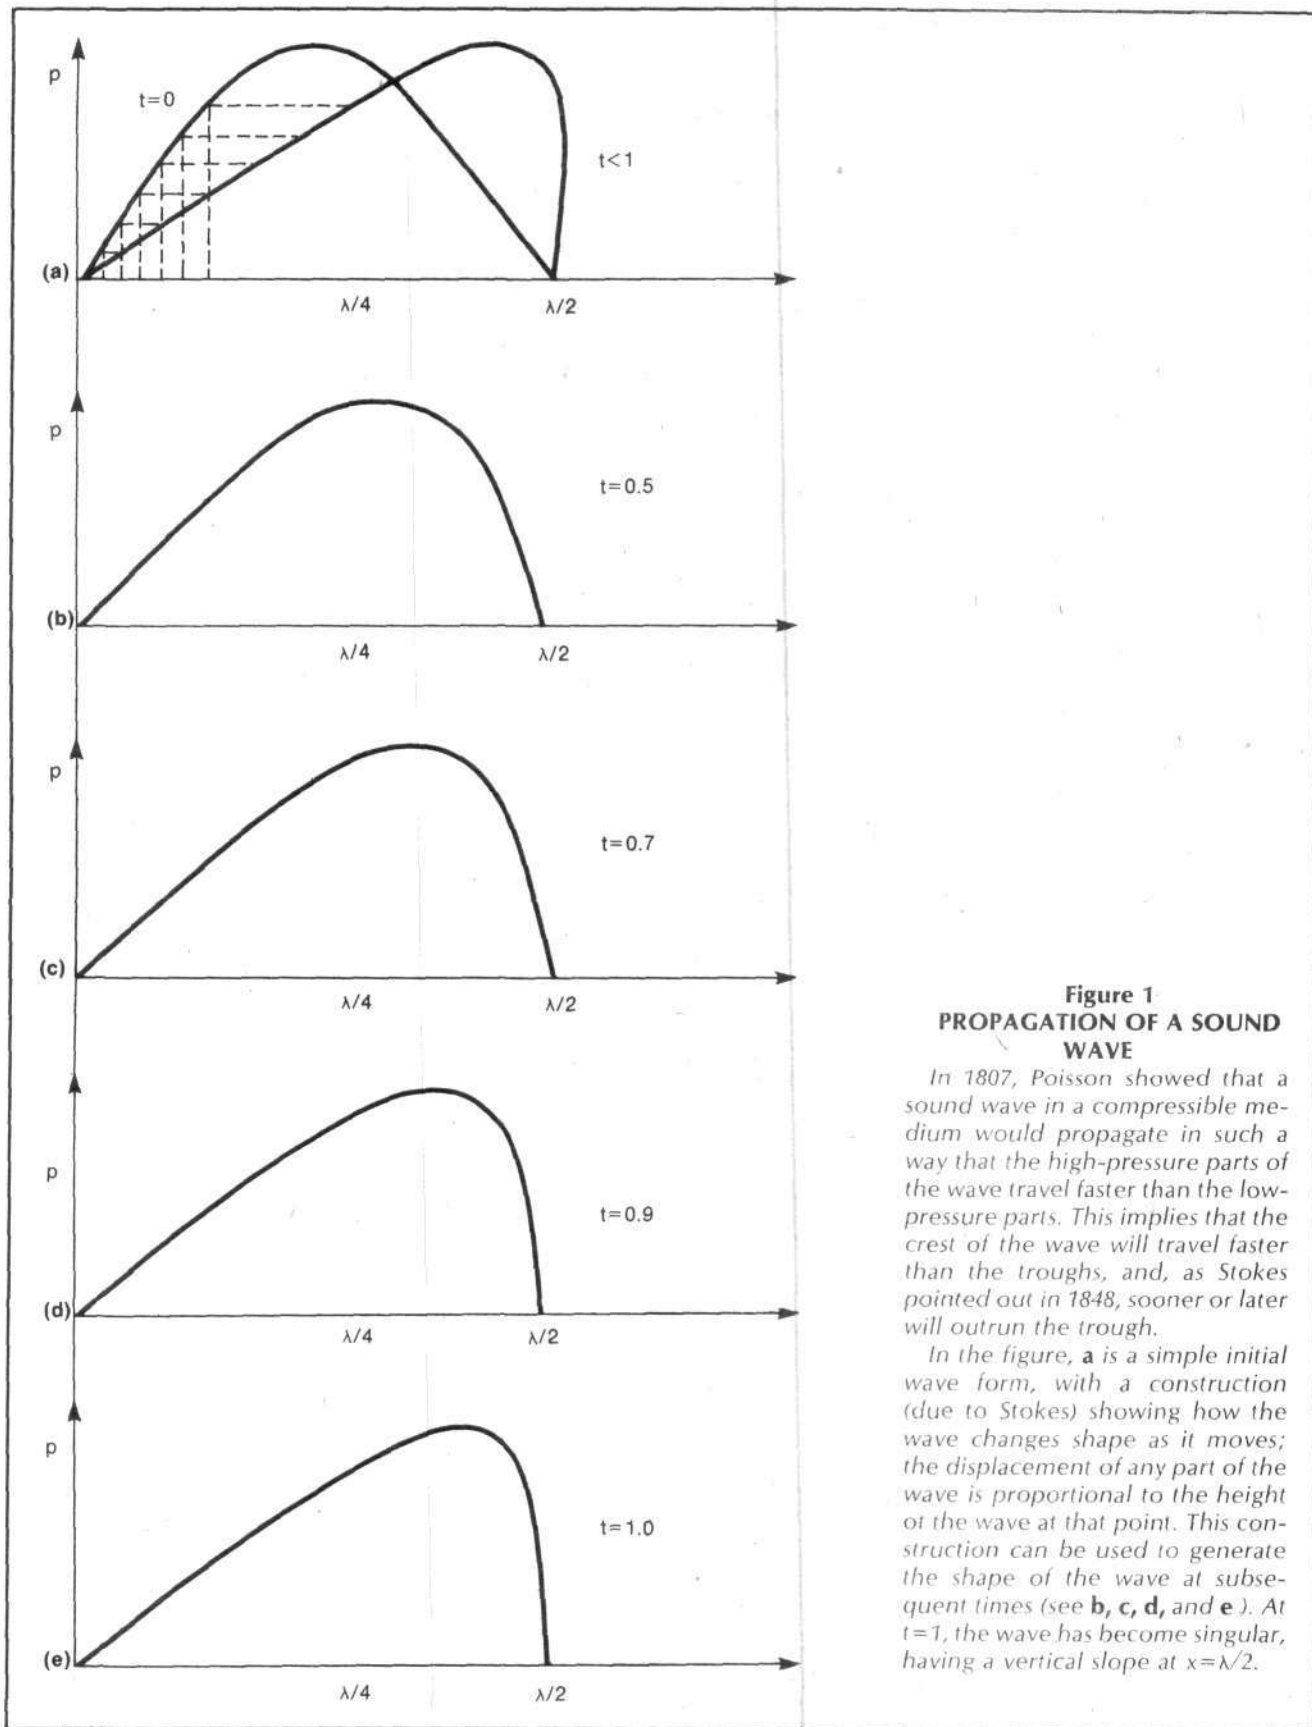 p
t=0
t<1
(a)
λ/4
λ/2
p
t=0.5
(b)
λ/4
λ/2
p
t=0.7
(c)
λ/4
λ/2
p
t=0.9
(d)
λ/4
λ/2
p
t=1.0
(e)
λ/4
λ/2
Figure 1
PROPAGATION OF A SOUND
WAVE
In 1807, Poisson showed that a
sound wave in a compressible me-
dium would propagate in such a
way that the high-pressure parts of
the wave travel faster than the low-
pressure parts. This implies that the
crest of the wave will travel faster
than the troughs, and, as Stokes
pointed out in 1848, sooner or later
will outrun the trough.
In the figure, a is a simple initial
wave form, with a construction
(due to Stokes) showing how the
wave changes shape as it moves;
the displacement of any part of the
wave is proportional to the height
of the wave at that point. This con-
struction can be used to generate
the shape of the wave at subse-
quent times (see b, c, d, and e ). At
t=1, the wave has become singular,
having a vertical slope at x=λ/2.